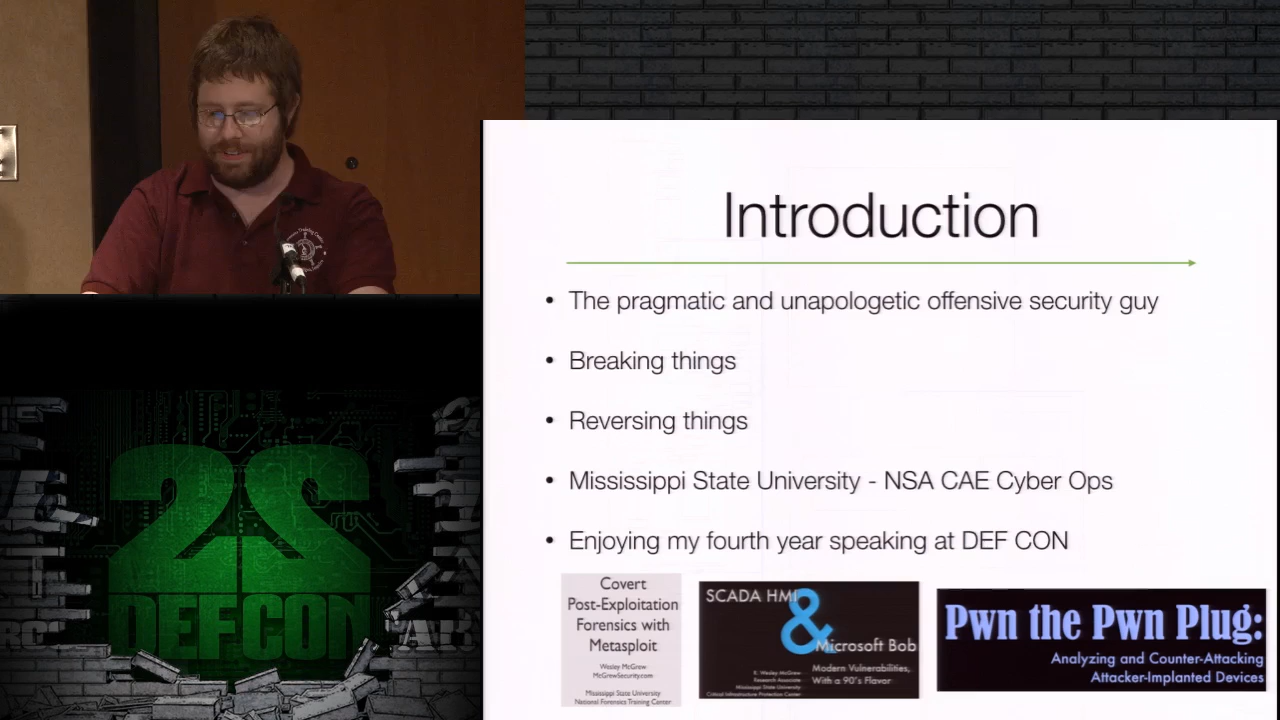 Introduction
• The pragmatic and unapologetic offensive security guy
• Breaking things
• Reversing things
• Mississippi State University - NSA CAE Cyber Ops
• Enjoying my fourth year speaking at DEF CON
Covert
Post-Exploitation
Forensics with
Metasploit
Wesley McGrew
McGrewSecurity.com
Mississippi State University
National Forensics Training Center
SCADA HMI
&
Microsoft Bob
Modern Vulnerabilities,
With a 90's Flavor
R. Wesley McGrew
Research Associate
Mississippi State University
Critical Infrastructure Protection Center
Pwn the Pwn Plug:
Analyzing and Counter-Attacking
Attacker-Implanted Devices
22
DEFCON